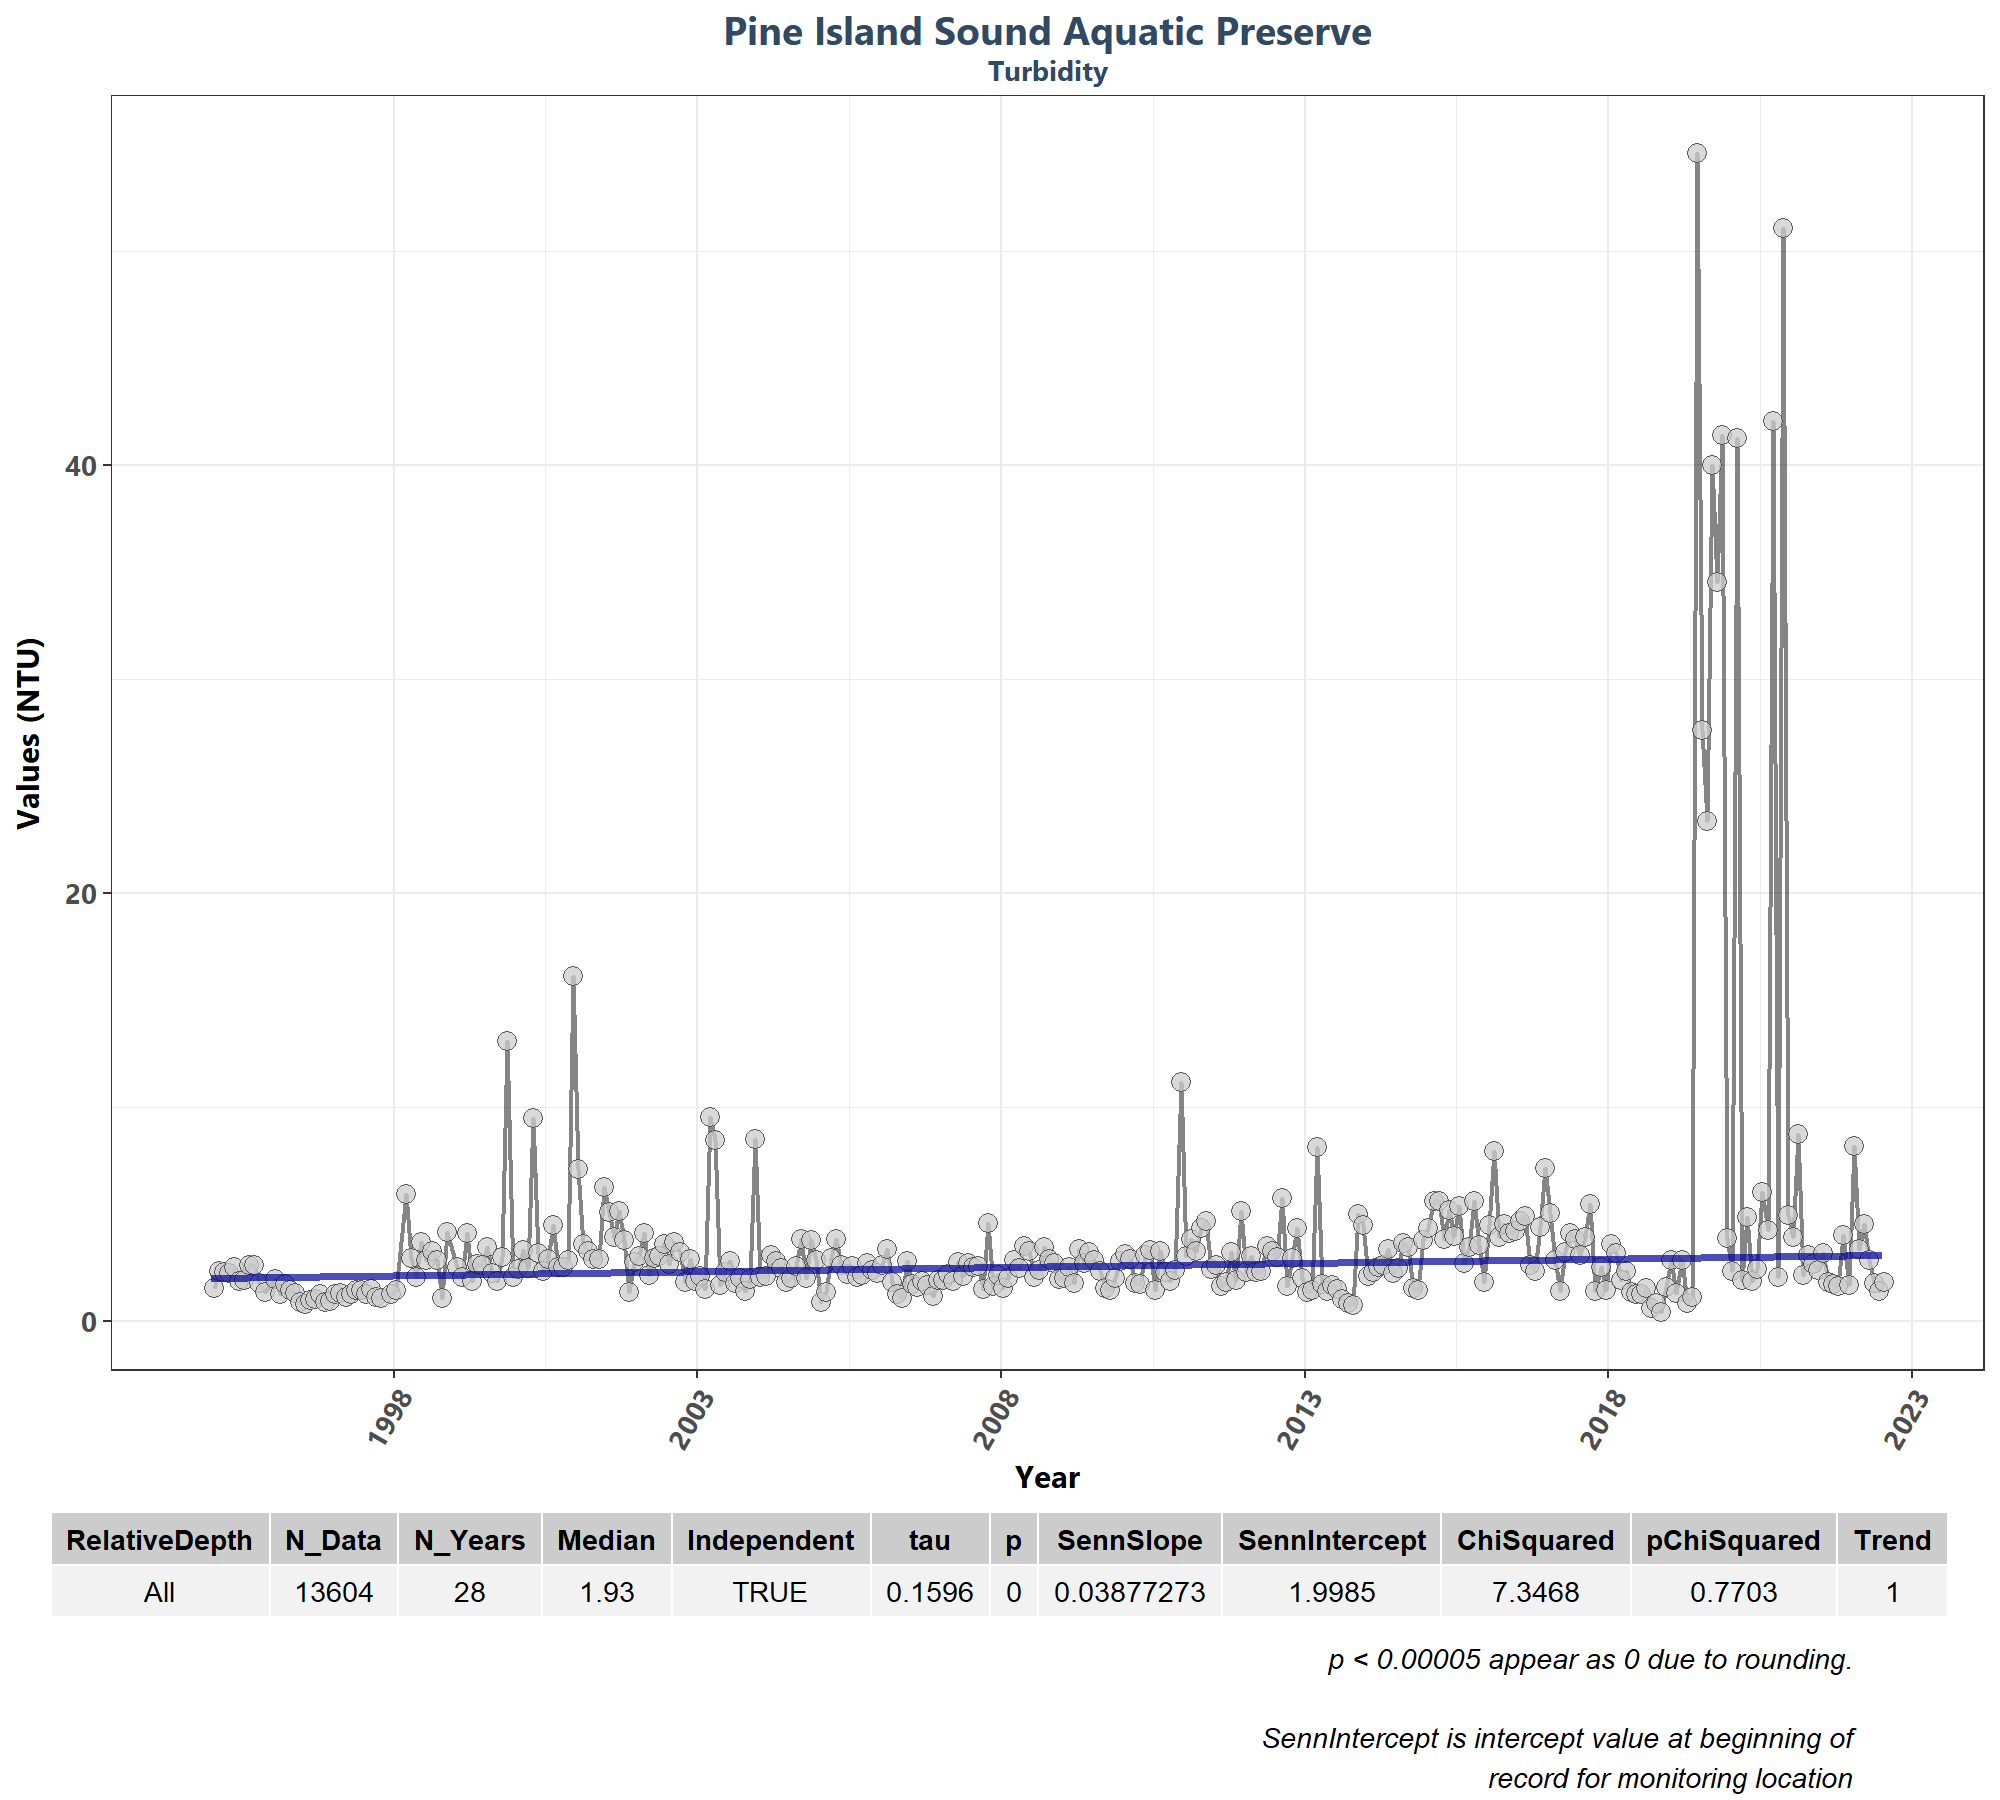 Pine Island Sound Aquatic Preserve
Turbidity
Values (NTU)
40
20
0
1998
2003
2008
2013
2018
2023
Year
RelativeDepth N_Data N_Years Median Independent tau p SennSlope SennIntercept ChiSquared pChiSquared Trend
All 13604 28 1.93 TRUE 0.1596 0 0.03877273 1.9985 7.3468 0.7703 1
p < 0.00005 appear as 0 due to rounding.
SennIntercept is intercept value at beginning of
record for monitoring location